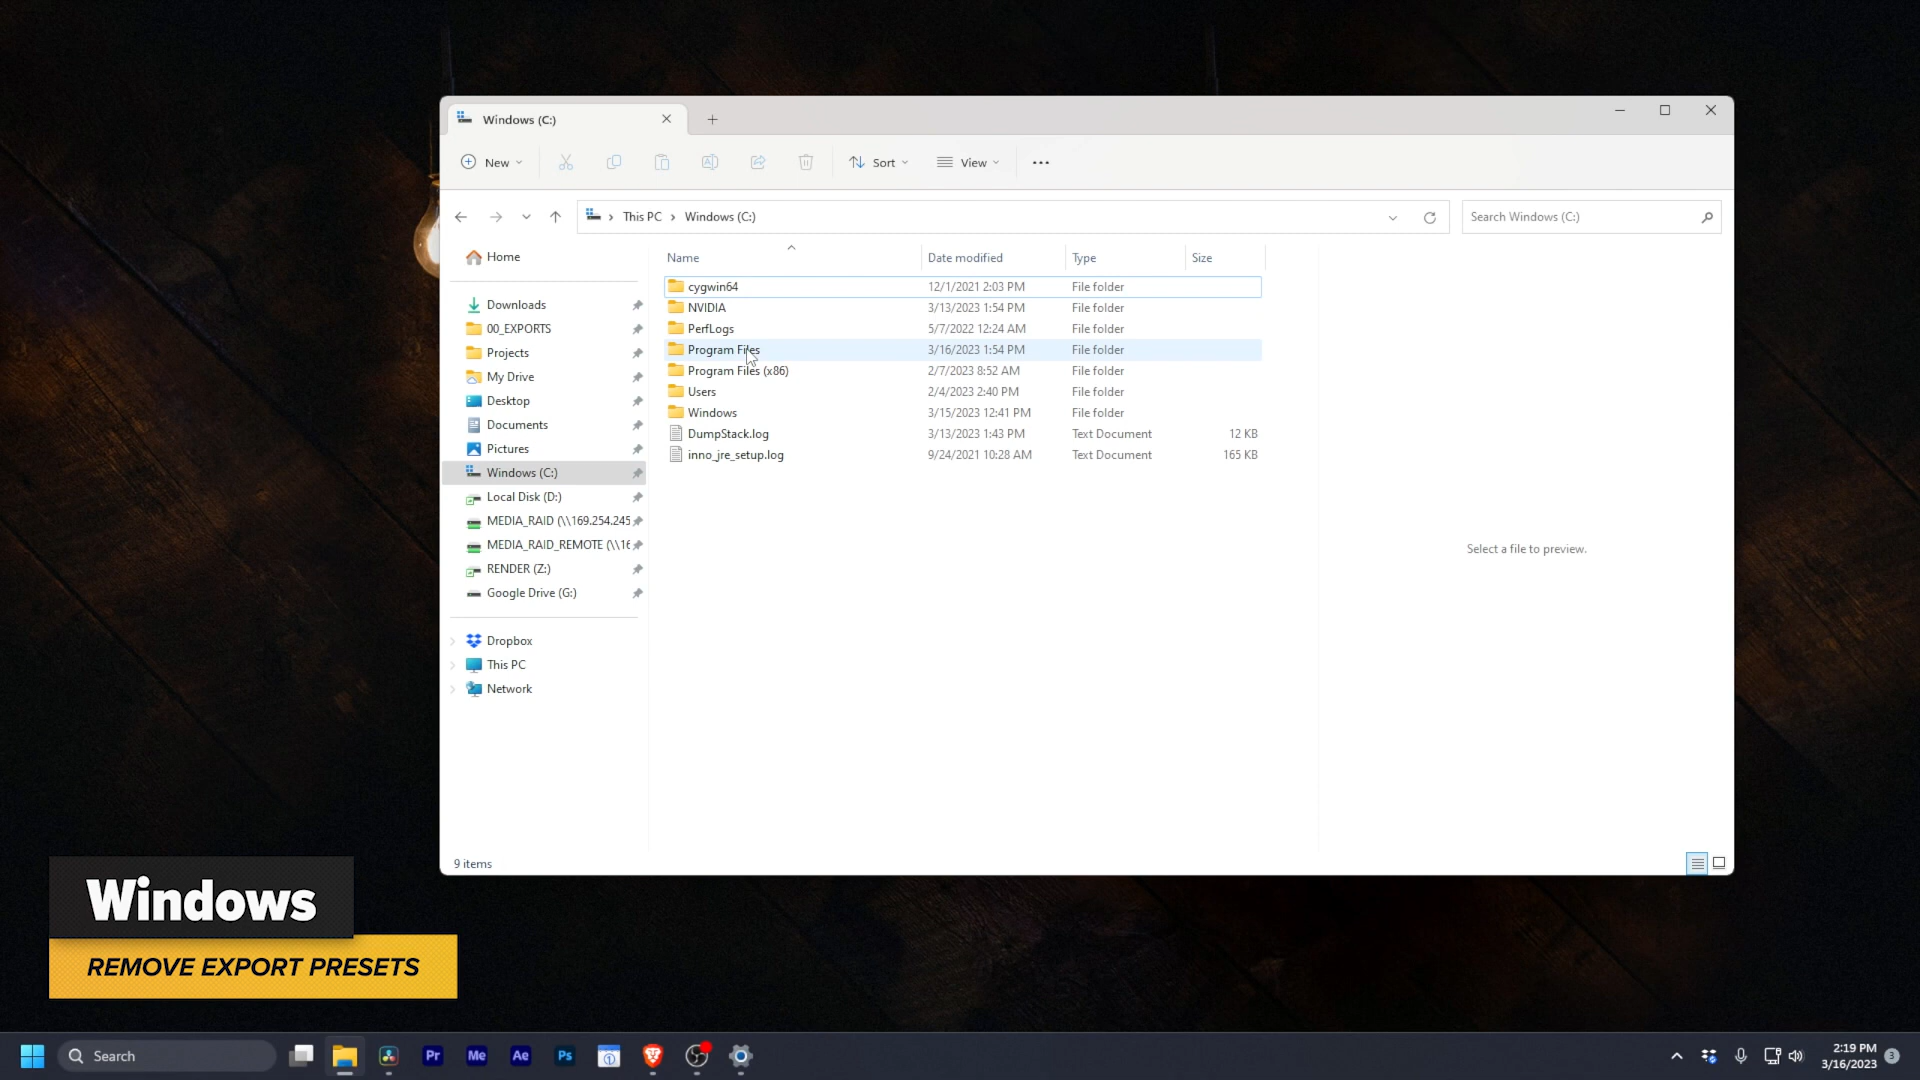 Windows (C:)
New
Sort
View
This PC
Windows (C:)
Search Windows (C:)
Home
Downloads
00_EXPORTS
Projects
My Drive
Desktop
Documents
Pictures
Windows (C:)
Local Disk (D:)
MEDIA_RAID (\\169.254.245
MEDIA_RAID_REMOTE (\\16
RENDER (Z:)
Google Drive (G:)
Dropbox
This PC
Network
Name Date modified Type Size
cygwin64 12/1/2021 2:03 PM File folder
NVIDIA 3/13/2023 1:54 PM File folder
PerfLogs 5/7/2022 12:24 AM File folder
Program Files 3/16/2023 1:54 PM File folder
Program Files (x86) 2/7/2023 8:52 AM File folder
Users 2/4/2023 2:40 PM File folder
Windows 3/15/2023 12:41 PM File folder
DumpStack.log 3/13/2023 1:43 PM Text Document 12 KB
inno_jre_setup.log 9/24/2021 10:28 AM Text Document 165 KB
Select a file to preview.
9 items
Windows
REMOVE EXPORT PRESETS
Search
Pr
Me
Ae
Ps
2:19 PM
3/16/2023
3